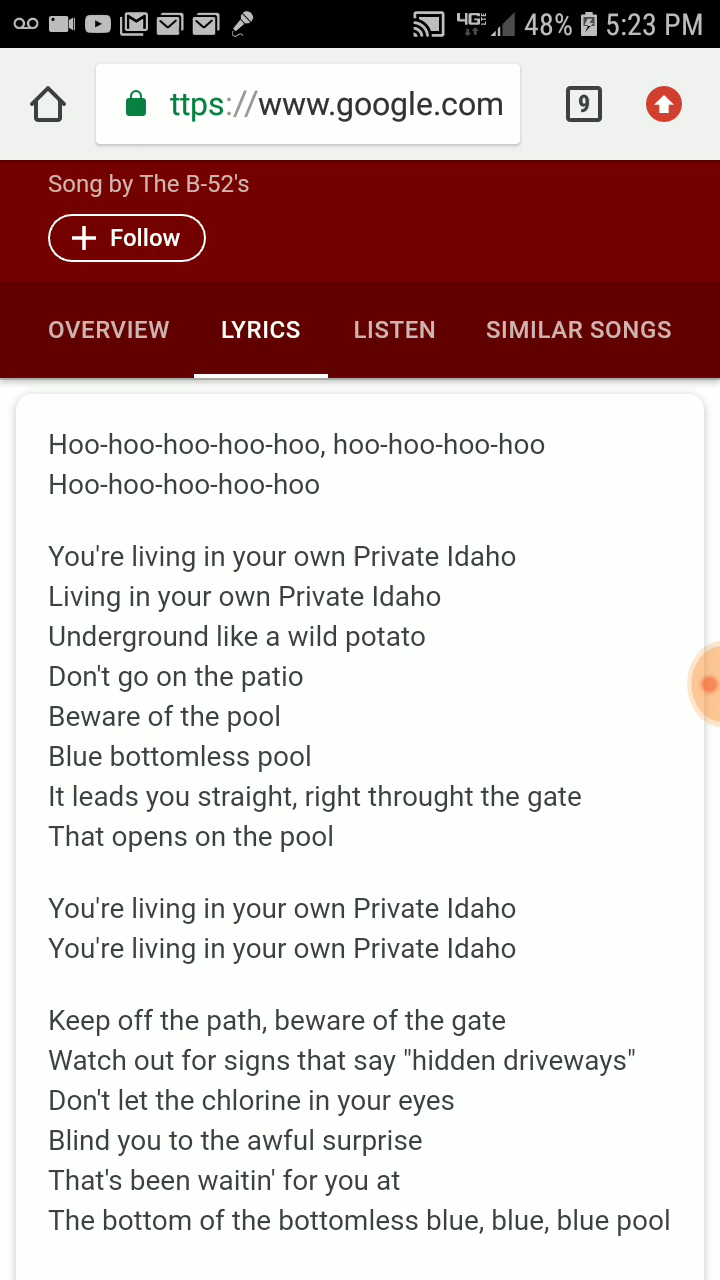 4G LTE 48% 5:23 PM
ttps://www.google.com
9
Song by The B-52's
+ Follow
OVERVIEW LYRICS LISTEN SIMILAR SONGS
Hoo-hoo-hoo-hoo-hoo, hoo-hoo-hoo-hoo
Hoo-hoo-hoo-hoo-hoo
You're living in your own Private Idaho
Living in your own Private Idaho
Underground like a wild potato
Don't go on the patio
Beware of the pool
Blue bottomless pool
It leads you straight, right throught the gate
That opens on the pool
You're living in your own Private Idaho
You're living in your own Private Idaho
Keep off the path, beware of the gate
Watch out for signs that say "hidden driveways"
Don't let the chlorine in your eyes
Blind you to the awful surprise
That's been waitin' for you at
The bottom of the bottomless blue, blue, blue pool